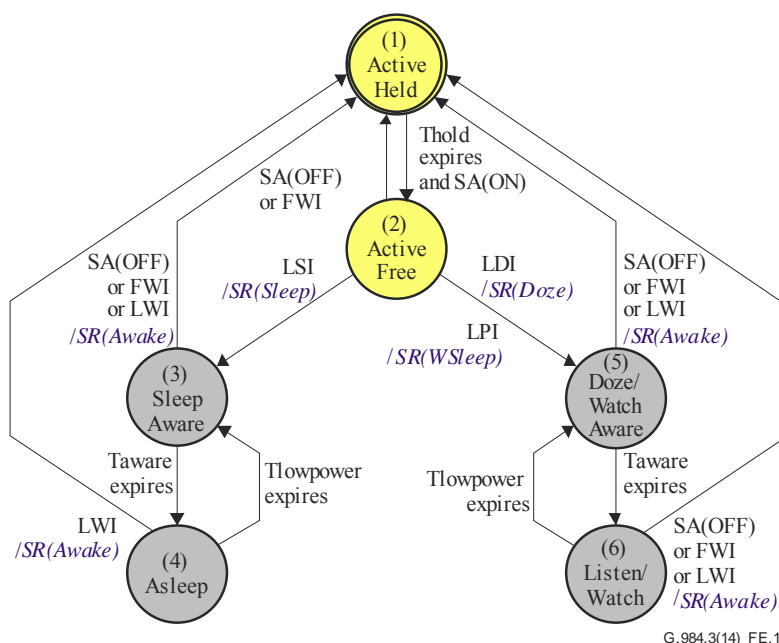 (1)
Active
Held
Thold
expires
and SA(ON)
SA(OFF)
or FWI
(2)
Active
Free
SA(OFF)
or FWI
or LWI
/SR(Awake)
LSI
/SR(Sleep)
LDI
/SR(Doze)
LPI
/SR(WSleep)
SA(OFF)
or FWI
or LWI
/SR(Awake)
(3)
Sleep
Aware
(5)
Doze/
Watch
Aware
Taware
expires
Tlowpower
expires
Tlowpower
expires
Taware
expires
LWI
/SR(Awake)
(4)
Asleep
(6)
Listen/
Watch
SA(OFF)
or FWI
or LWI
/SR(Awake)
G.984.3(14)_FE.1